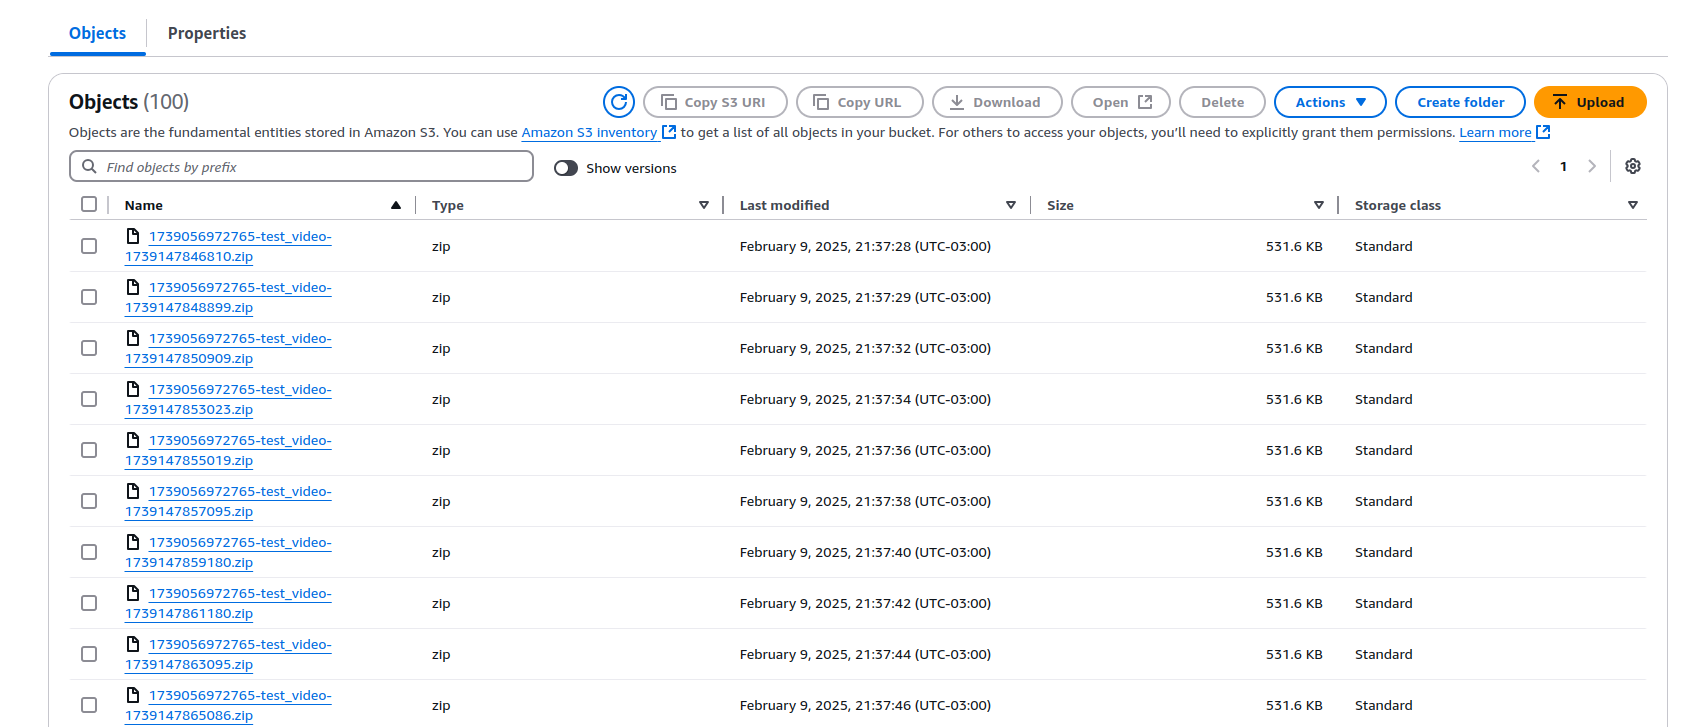 Objects
Properties
Objects (100)
Copy S3 URI
Copy URL
Download
Open
Delete
Actions
Create folder
Upload
Objects are the fundamental entities stored in Amazon S3. You can use Amazon S3 inventory to get a list of all objects in your bucket. For others to access your objects, you'll need to explicitly grant them permissions. Learn more
Find objects by prefix
Show versions
1
Name
Type
Last modified
Size
Storage class
1739056972765-test_video-
1739147846810.zip
zip
February 9, 2025, 21:37:28 (UTC-03:00)
531.6 KB
Standard
1739056972765-test_video-
1739147848899.zip
zip
February 9, 2025, 21:37:29 (UTC-03:00)
531.6 KB
Standard
1739056972765-test_video-
1739147850909.zip
zip
February 9, 2025, 21:37:32 (UTC-03:00)
531.6 KB
Standard
1739056972765-test_video-
1739147853023.zip
zip
February 9, 2025, 21:37:34 (UTC-03:00)
531.6 KB
Standard
1739056972765-test_video-
1739147855019.zip
zip
February 9, 2025, 21:37:36 (UTC-03:00)
531.6 KB
Standard
1739056972765-test_video-
1739147857095.zip
zip
February 9, 2025, 21:37:38 (UTC-03:00)
531.6 KB
Standard
1739056972765-test_video-
1739147859180.zip
zip
February 9, 2025, 21:37:40 (UTC-03:00)
531.6 KB
Standard
1739056972765-test_video-
1739147861180.zip
zip
February 9, 2025, 21:37:42 (UTC-03:00)
531.6 KB
Standard
1739056972765-test_video-
1739147863095.zip
zip
February 9, 2025, 21:37:44 (UTC-03:00)
531.6 KB
Standard
1739056972765-test_video-
1739147865086.zip
zip
February 9, 2025, 21:37:46 (UTC-03:00)
531.6 KB
Standard